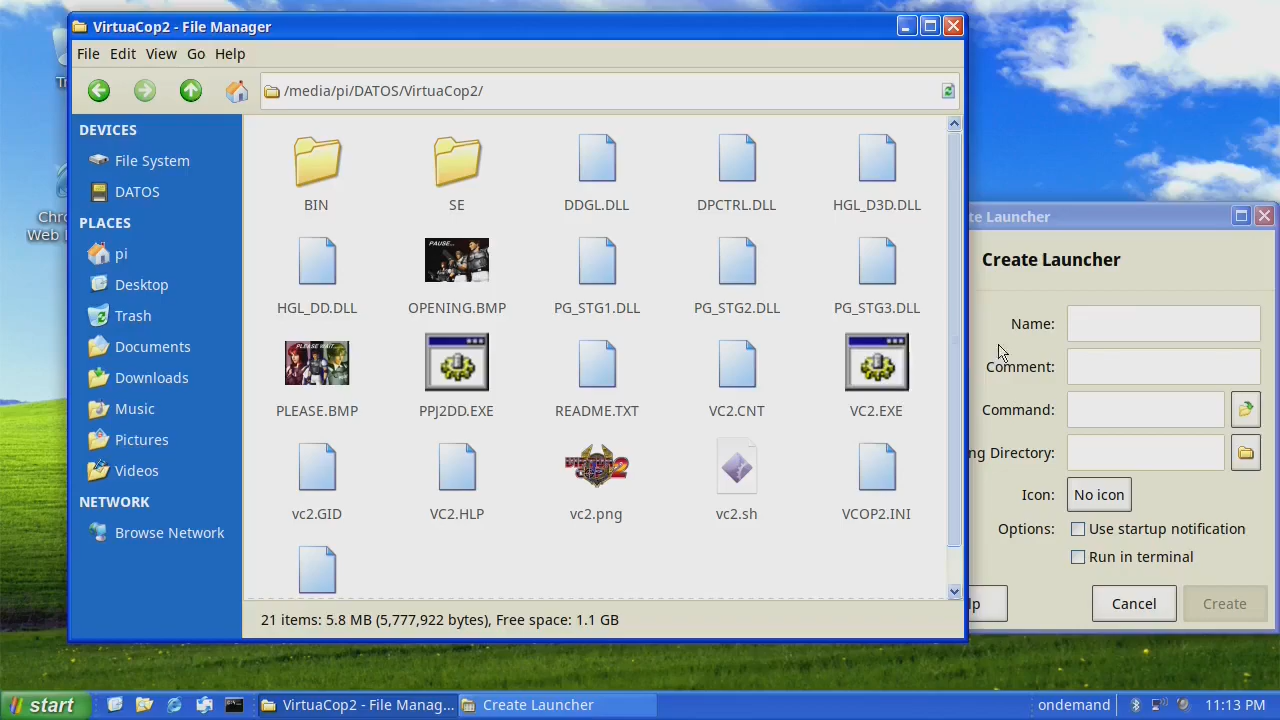 VirtuaCop2 - File Manager
File Edit View Go Help
/media/pi/DATOS/VirtuaCop2/
DEVICES
File System
DATOS
PLACES
pi
Desktop
Trash
Documents
Downloads
Music
Pictures
Videos
NETWORK
Browse Network
BIN SE DDGL.DLL DPCTRL.DLL HGL_D3D.DLL
PAUSE...
HGL_DD.DLL OPENING.BMP PG_STG1.DLL PG_STG2.DLL PG_STG3.DLL
PLEASE WAIT...
PLEASE.BMP PPJ2DD.EXE README.TXT VC2.CNT VC2.EXE
vc2.GID VC2.HLP vc2.png vc2.sh VCOP2.INI
21 items: 5.8 MB (5,777,922 bytes), Free space: 1.1 GB
te Launcher
Create Launcher
Name:
Comment:
Command:
ng Directory:
Icon: No icon
Options: Use startup notification
Run in terminal
lp Cancel Create
start VirtuaCop2 - File Manag... Create Launcher ondemand 11:13 PM